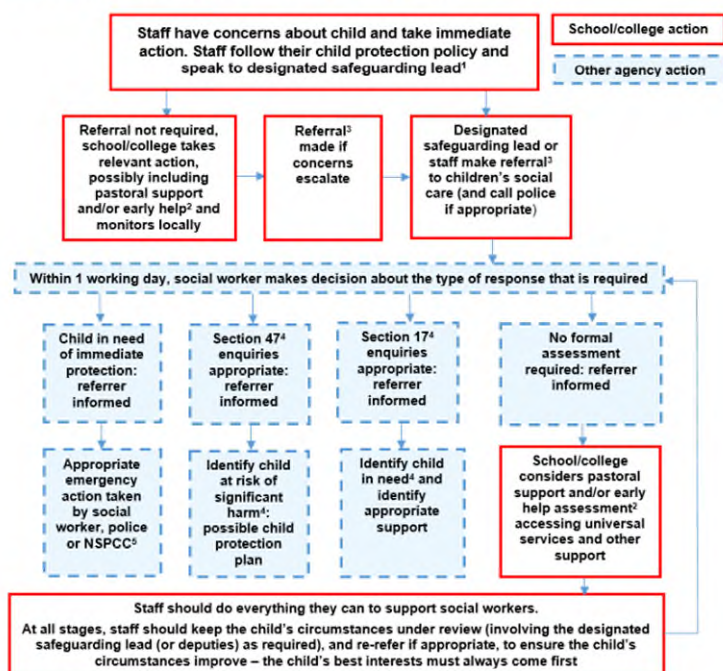 Staff have concerns about child and take immediate
action. Staff follow their child protection policy and
speak to designated safeguarding lead¹
School/college action
Other agency action
Referral not required,
school/college takes
relevant action,
possibly including
pastoral support
and/or early help² and
monitors locally
Referral³
made if
concerns
escalate
Designated
safeguarding lead or
staff make referral³
to children's social
care (and call police
if appropriate)
Within 1 working day, social worker makes decision about the type of response that is required
Child in need
of immediate
protection:
referrer
informed
Section 47⁴
enquiries
appropriate:
referrer
informed
Section 17⁴
enquiries
appropriate:
referrer
informed
No formal
assessment
required: referrer
informed
Appropriate
emergency
action taken
by social
worker, police
or NSPCC⁵
Identify child
at risk of
significant
harm⁴:
possible child
protection
plan
Identify child
in need⁴ and
identify
appropriate
support
School/college
considers pastoral
support and/or early
help assessment²
accessing universal
services and other
support
Staff should do everything they can to support social workers.
At all stages, staff should keep the child's circumstances under review (involving the designated
safeguarding lead (or deputies) as required), and re-refer if appropriate, to ensure the child's
circumstances improve – the child's best interests must always come first